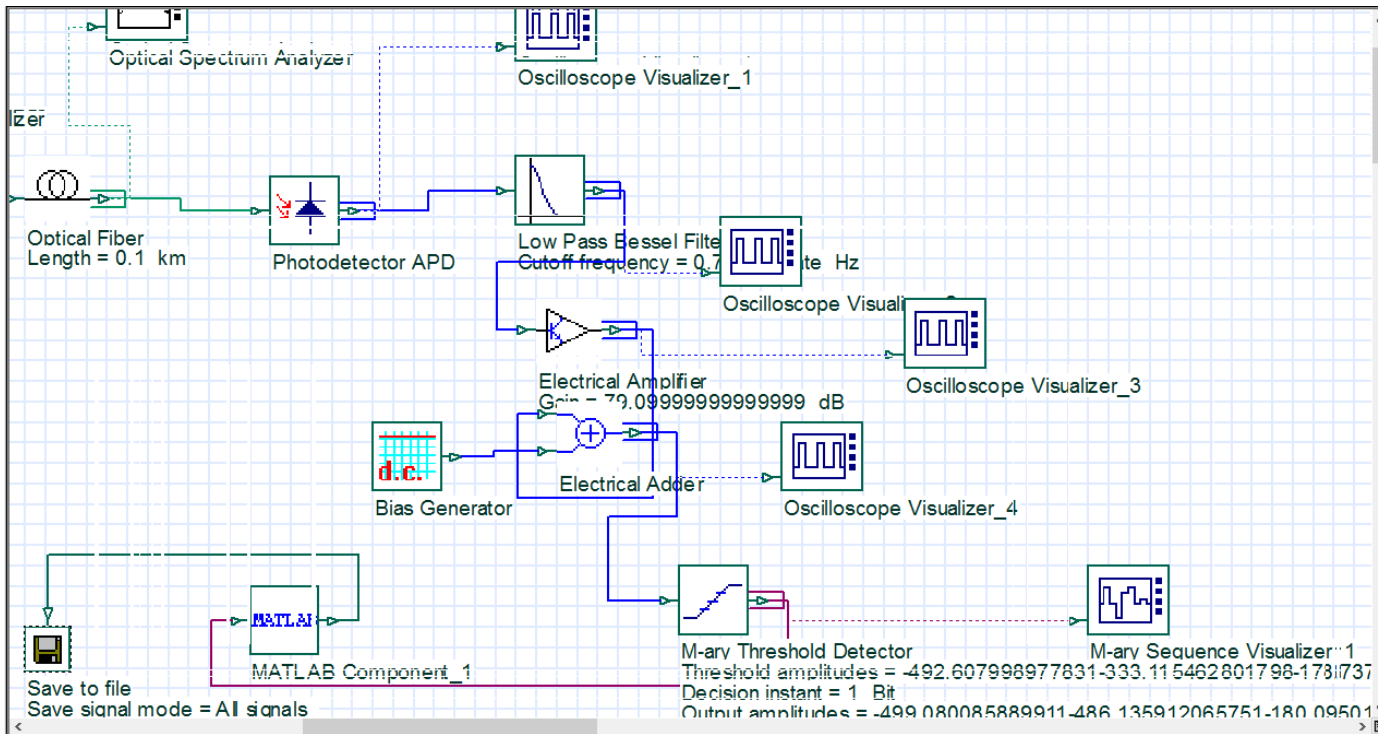 Optical Spectrum Analyzer
Oscilloscope Visualizer_1
lizer
Optical Fiber
Length = 0.1 km
Photodetector APD
Low Pass Bessel Filte
Cutoff frequency = 0.7 Hz
Oscilloscope Visuali
Oscilloscope Visualizer_3
Electrical Amplifier
Gain = 79.09999999999999 dB
d.c.
Bias Generator
Electrical Adder
Oscilloscope Visualizer_4
MATLAB
MATLAB Component_1
Save to file
Save signal mode = All signals
M-ary Threshold Detector
Threshold amplitudes = -492.607998977831-333.115462801798-178.737
Decision instant = 1 Bit
Output amplitudes = -499.080085889911-486.135912065751-180.09501
M-ary Sequence Visualizer_1